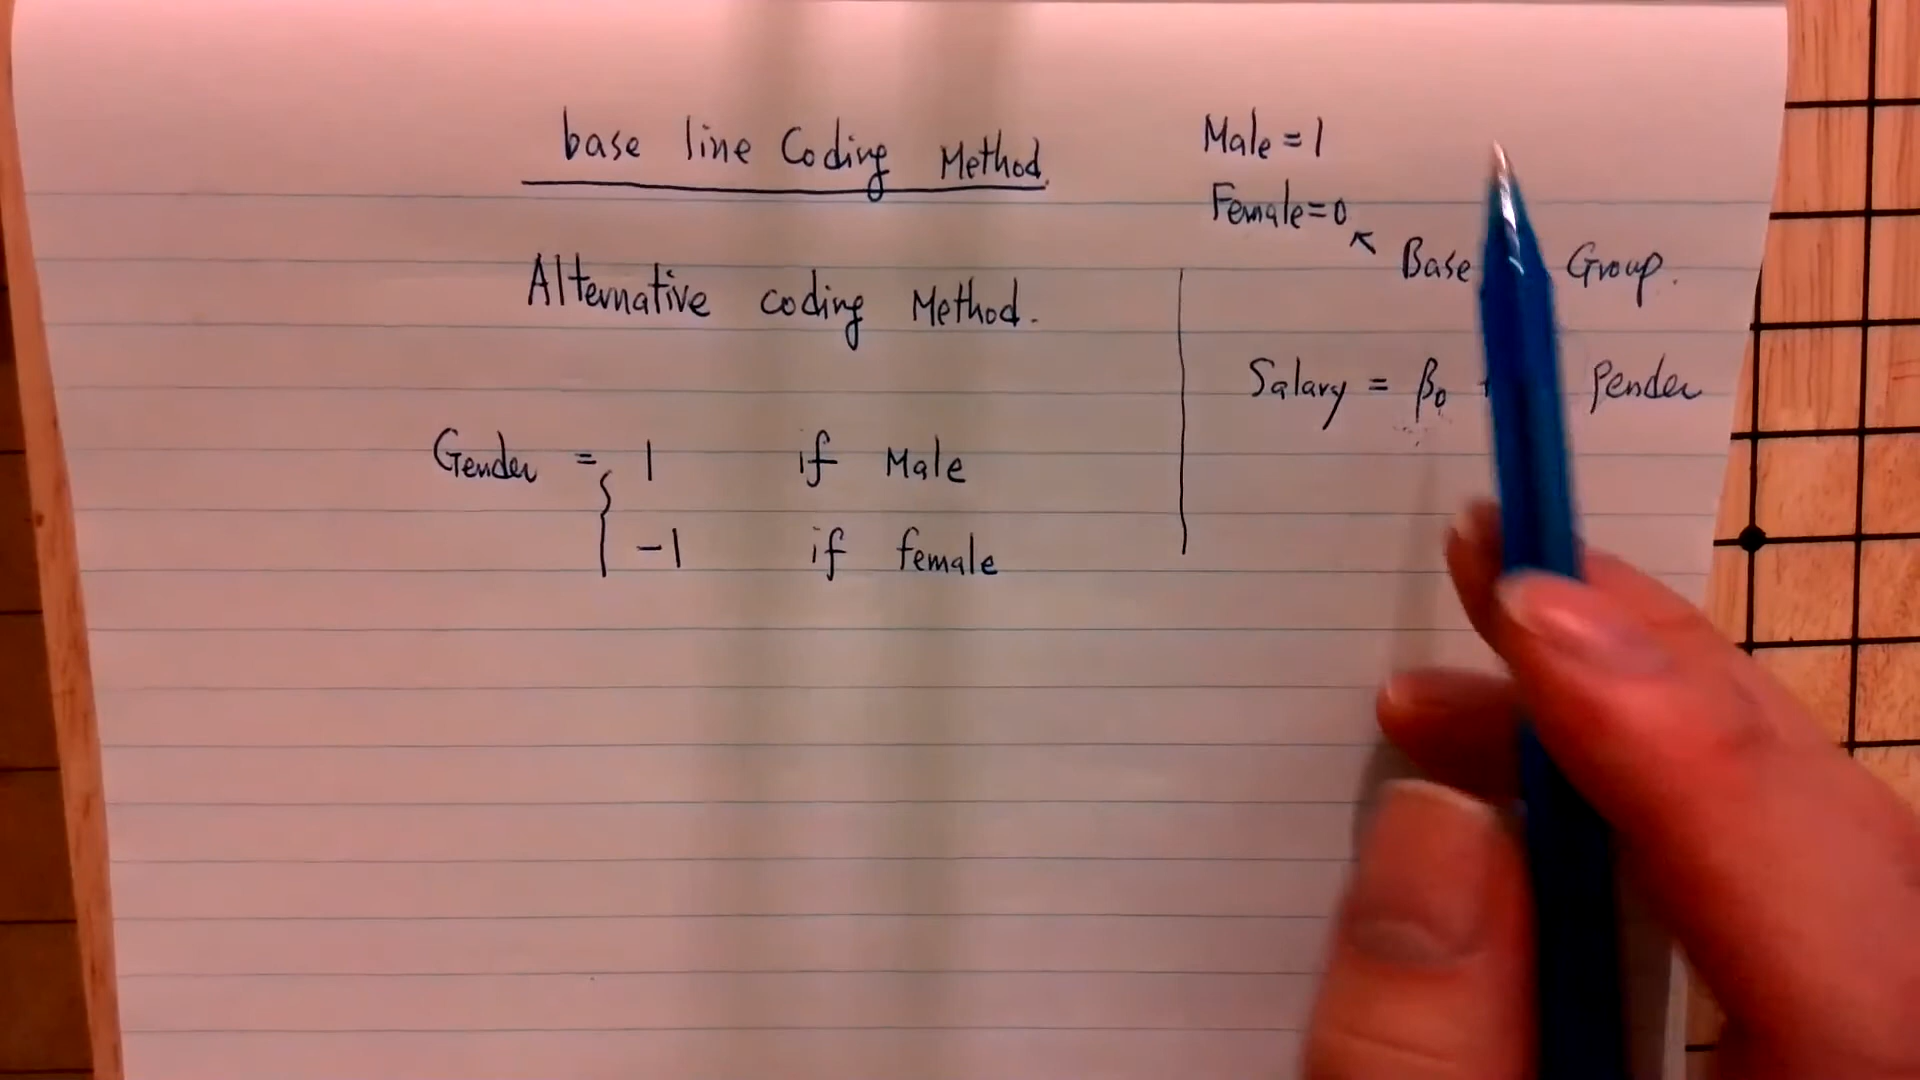 base line Coding Method.
Male = 1
Female = 0
Base Group.
Alternative coding Method.
Salary = β0 Gender
Gender = 1 if Male
-1 if female